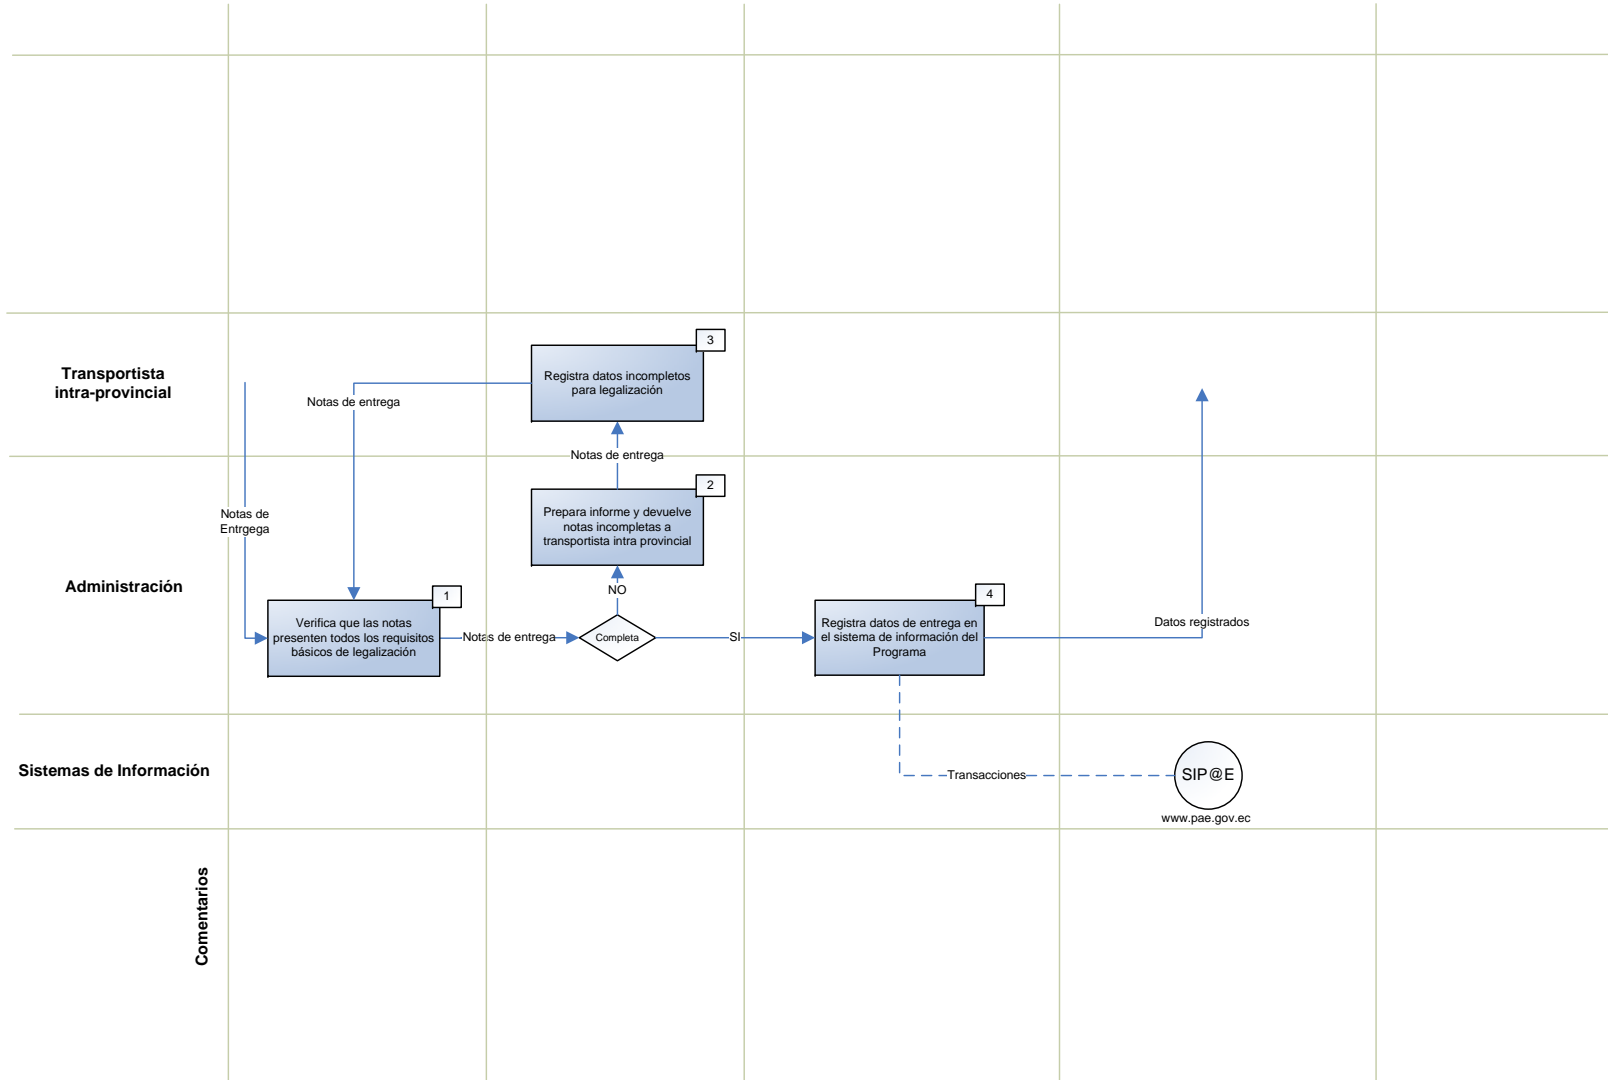 3
Transportista
intra-provincial
Registra datos incompletos
para legalización
Notas de entrega
Notas de entrega
2
Notas de
Entrgega
Prepara informe y devuelve
notas incompletas a
transportista intra provincial
Administración
NO
1
4
Verifica que las notas
presenten todos los requisitos
básicos de legalización
Notas de entrega
Completa
SI
Registra datos de entrega en
el sistema de información del
Programa
Datos registrados
Sistemas de Información
Transacciones
SIP@E
www.pae.gov.ec
Comentarios